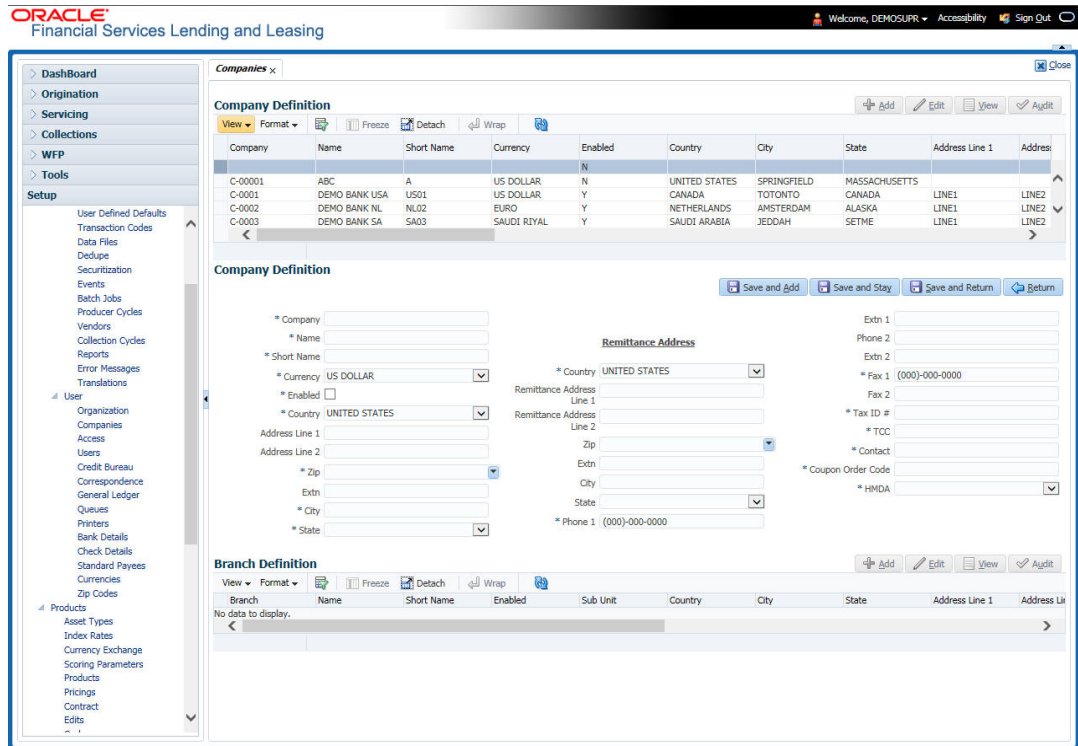 ORACLE
Financial Services Lending and Leasing
Welcome, DEMOSUPR Accessibility Sign Out
DashBoard
Origination
Servicing
Collections
WFP
Tools
Setup
User Defined Defaults
Transaction Codes
Data Files
Dedupe
Securitization
Events
Batch Jobs
Producer Cycles
Vendors
Collection Cycles
Reports
Error Messages
Translations
User
Organization
Companies
Access
Users
Credit Bureau
Correspondence
General Ledger
Queues
Printers
Bank Details
Check Details
Standard Payees
Currencies
Zip Codes
Products
Asset Types
Index Rates
Currency Exchange
Scoring Parameters
Products
Pricings
Contract
Edits
Companies Close
Company Definition Add Edit View Audit
View Format Freeze Detach Wrap
Company Name Short Name Currency Enabled Country City State Address Line 1 Address
N
C-00001 ABC A US DOLLAR N UNITED STATES SPRINGFIELD MASSACHUSETTS
C-0001 DEMO BANK USA US01 US DOLLAR Y CANADA TOTONTO CANADA LINE1 LINE2
C-0002 DEMO BANK NL NL02 EURO Y NETHERLANDS AMSTERDAM ALASKA LINE1 LINE2
C-0003 DEMO BANK SA SA03 SAUDI RIYAL Y SAUDI ARABIA JEDDAH SETME LINE1 LINE2
Company Definition
Save and Add Save and Stay Save and Return Return
* Company
* Name
* Short Name
* Currency US DOLLAR
* Enabled
* Country UNITED STATES
Address Line 1
Address Line 2
* Zip
Extn
* City
* State
Remittance Address
* Country UNITED STATES
Remittance Address
Line 1
Remittance Address
Line 2
Zip
Extn
City
State
* Phone 1 (000)-000-0000
Extn 1
Phone 2
Extn 2
* Fax 1 (000)-000-0000
Fax 2
* Tax ID #
* TCC
* Contact
* Coupon Order Code
* HMDA
Branch Definition Add Edit View Audit
View Format Freeze Detach Wrap
Branch Name Short Name Enabled Sub Unit Country City State Address Line 1 Address Li
No data to display.